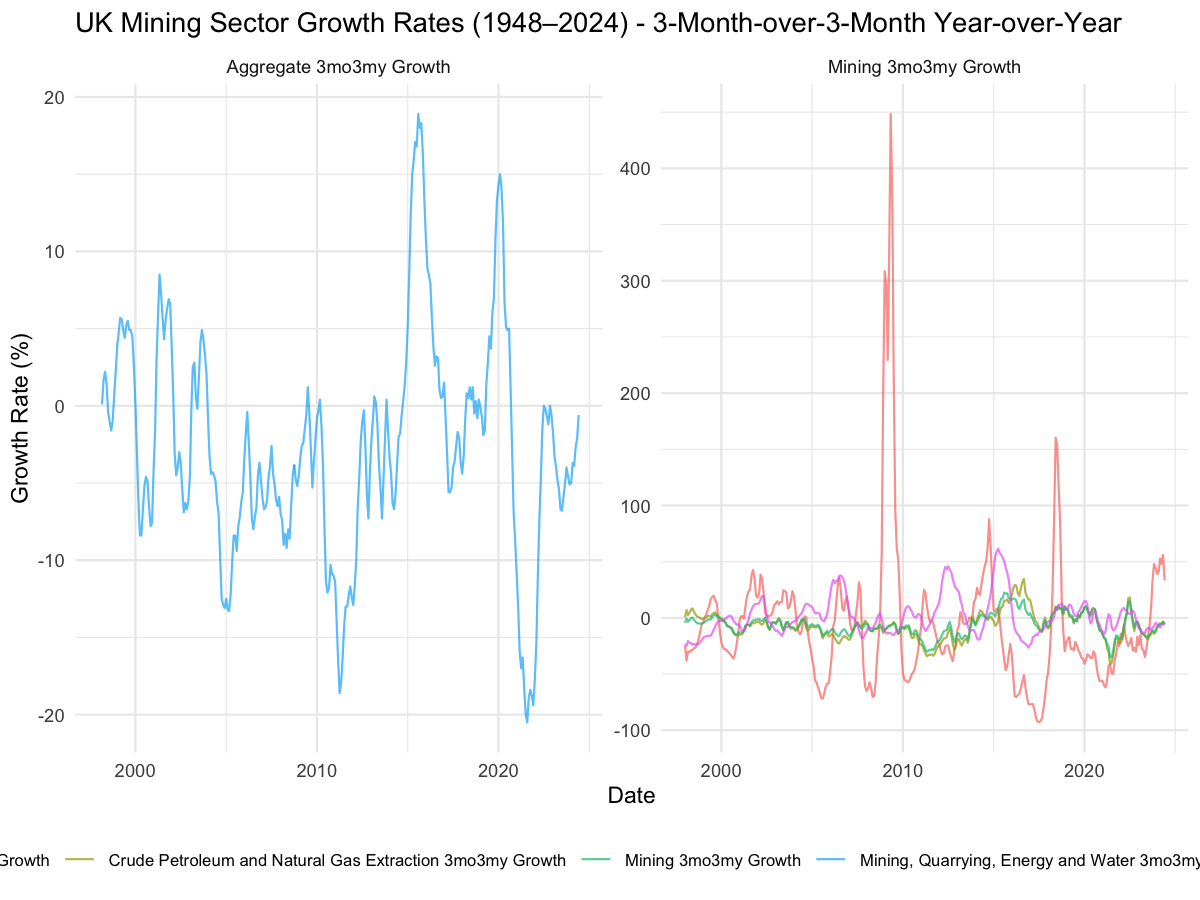 UK Mining Sector Growth Rates (1948–2024) - 3-Month-over-3-Month Year-over-Year
Aggregate 3mo3my Growth
Mining 3mo3my Growth
Growth Rate (%)
20
10
0
-10
-20
400
300
200
100
0
-100
2000
2010
2020
2000
2010
2020
Date
Growth
Crude Petroleum and Natural Gas Extraction 3mo3my Growth
Mining 3mo3my Growth
Mining, Quarrying, Energy and Water 3mo3my